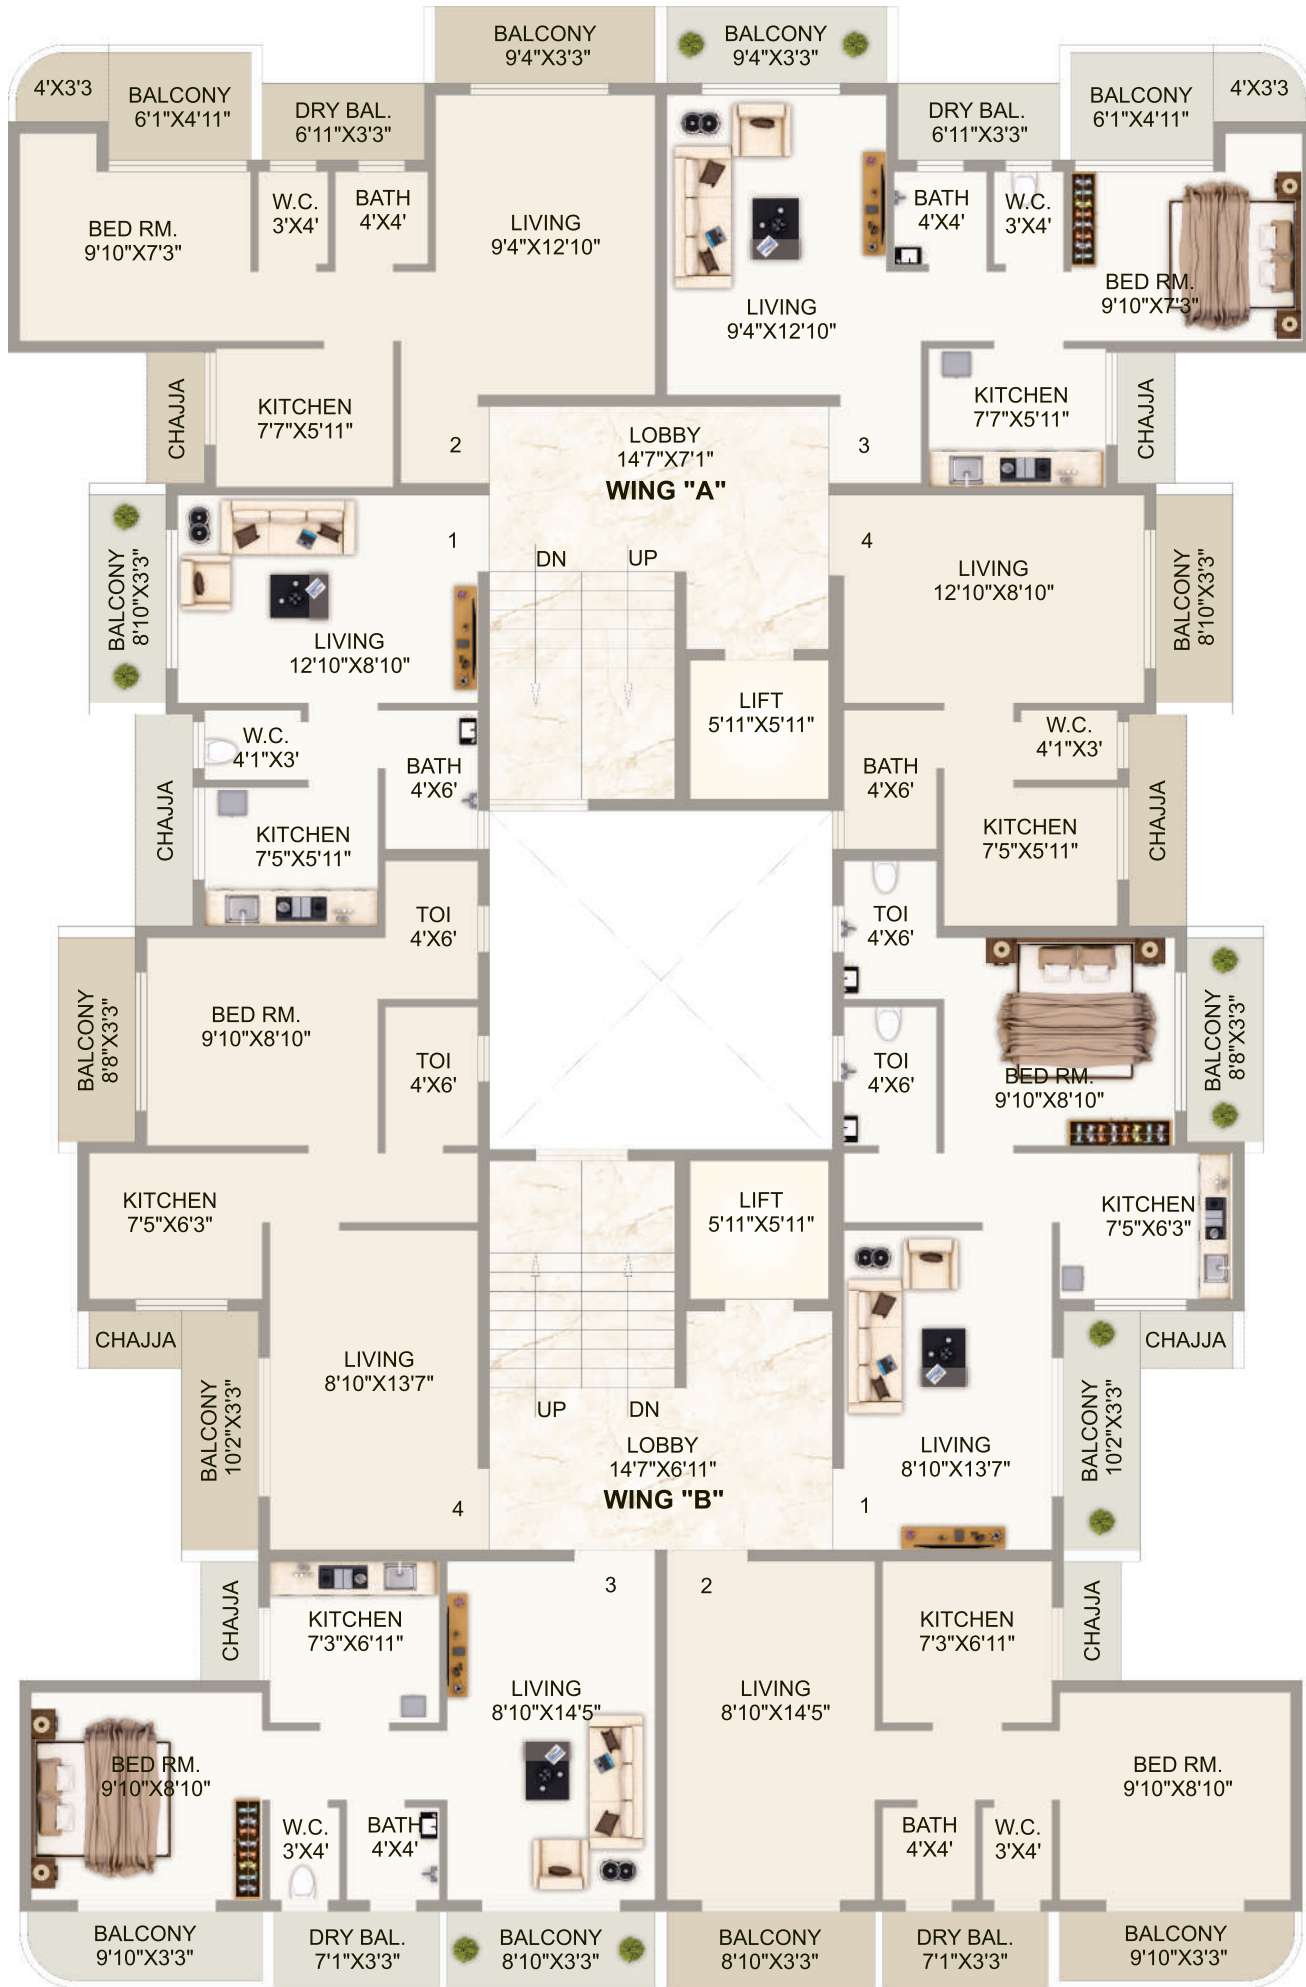 BALCONY
9'4"X3'3"
BALCONY
9'4"X3'3"
4'X3'3
BALCONY
6'1"X4'11"
DRY BAL.
6'11"X3'3"
DRY BAL.
6'11"X3'3"
BALCONY
6'1"X4'11"
4'X3'3
BED RM.
9'10"X7'3"
W.C.
3'X4'
BATH
4'X4'
LIVING
9'4"X12'10"
LIVING
9'4"X12'10"
BATH
4'X4'
W.C.
3'X4'
BED RM.
9'10"X7'3"
CHAJJA
KITCHEN
7'7"X5'11"
2
LOBBY
14'7"X7'1"
WING "A"
3
KITCHEN
7'7"X5'11"
CHAJJA
BALCONY
8'10"X3'3"
1
LIVING
12'10"X8'10"
DN
UP
4
LIVING
12'10"X8'10"
BALCONY
8'10"X3'3"
LIFT
5'11"X5'11"
CHAJJA
W.C.
4'1"X3'
BATH
4'X6'
KITCHEN
7'5"X5'11"
BATH
4'X6'
W.C.
4'1"X3'
KITCHEN
7'5"X5'11"
CHAJJA
TOI
4'X6'
TOI
4'X6'
BALCONY
8'8"X3'3"
BED RM.
9'10"X8'10"
TOI
4'X6'
TOI
4'X6'
BED RM.
9'10"X8'10"
BALCONY
8'8"X3'3"
KITCHEN
7'5"X6'3"
LIFT
5'11"X5'11"
KITCHEN
7'5"X6'3"
CHAJJA
BALCONY
10'2"X3'3"
LIVING
8'10"X13'7"
4
UP
DN
LOBBY
14'7"X6'11"
WING "B"
LIVING
8'10"X13'7"
1
BALCONY
10'2"X3'3"
CHAJJA
CHAJJA
KITCHEN
7'3"X6'11"
3
2
KITCHEN
7'3"X6'11"
CHAJJA
LIVING
8'10"X14'5"
LIVING
8'10"X14'5"
BED RM.
9'10"X8'10"
W.C.
3'X4'
BATH
4'X4'
BATH
4'X4'
W.C.
3'X4'
BED RM.
9'10"X8'10"
BALCONY
9'10"X3'3"
DRY BAL.
7'1"X3'3"
BALCONY
8'10"X3'3"
BALCONY
8'10"X3'3"
DRY BAL.
7'1"X3'3"
BALCONY
9'10"X3'3"